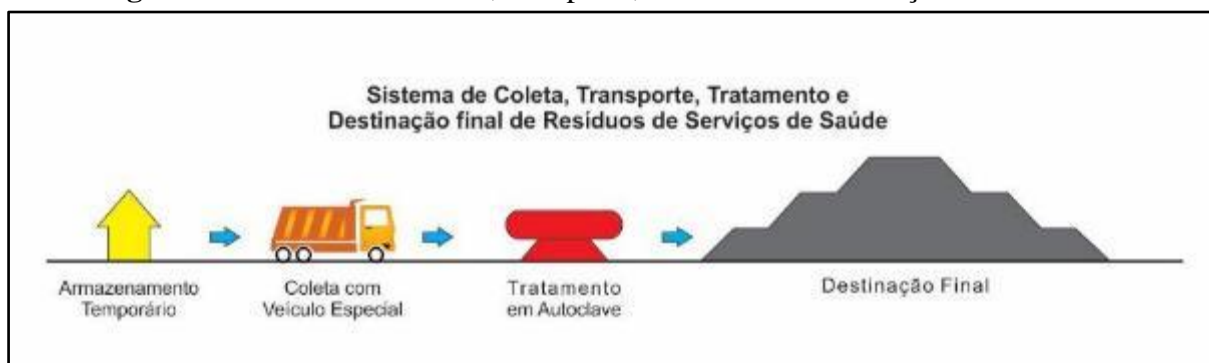 Sistema de Coleta, Transporte, Tratamento e
Destinação final de Resíduos de Serviços de Saúde
Armazenamento
Temporário
Coleta com
Veículo Especial
Tratamento
em Autoclave
Destinação Final